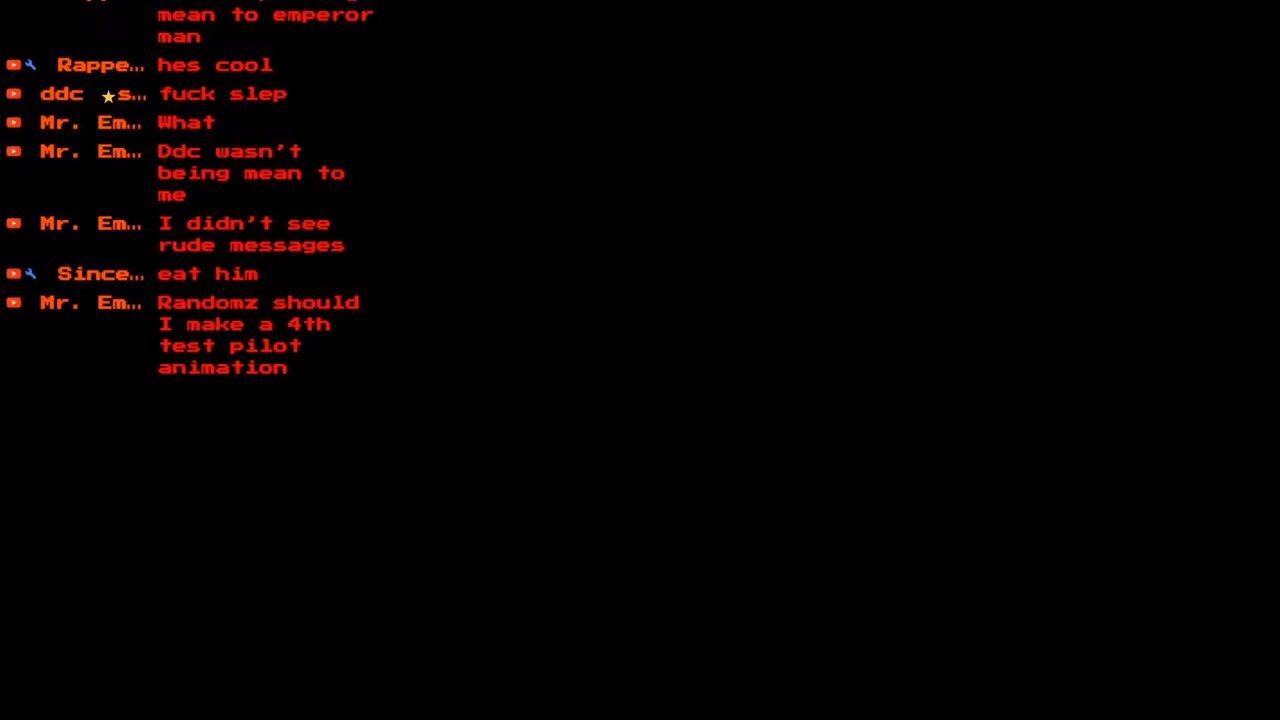 mean to emperor
man
Rappe... hes cool
ddc ★s... fuck slep
Mr. Em... What
Mr. Em... Ddc wasn't
being mean to
me
Mr. Em... I didn't see
rude messages
Since... eat him
Mr. Em... Randomz should
I make a 4th
test pilot
animation